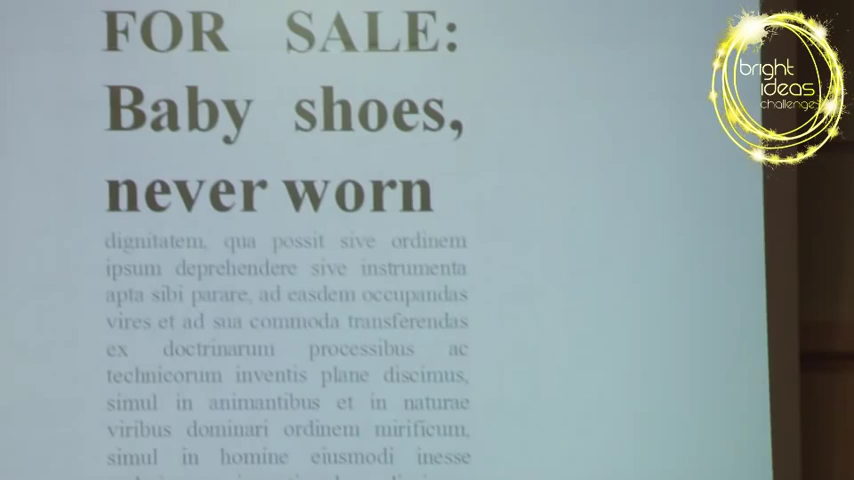 FOR SALE:
Baby shoes,
never worn
dignitatem, qua possit sive ordinem
ipsum deprehendere sive instrumenta
apta sibi parare, ad easdem occupandas
vires et ad sua commoda transferendas
ex doctrinarum processibus ac
technicorum inventis plane discimus,
simul in animantibus et in naturae
viribus dominari ordinem mirificum,
simul in homine eiusmodi inesse
bright
ideas
challenge